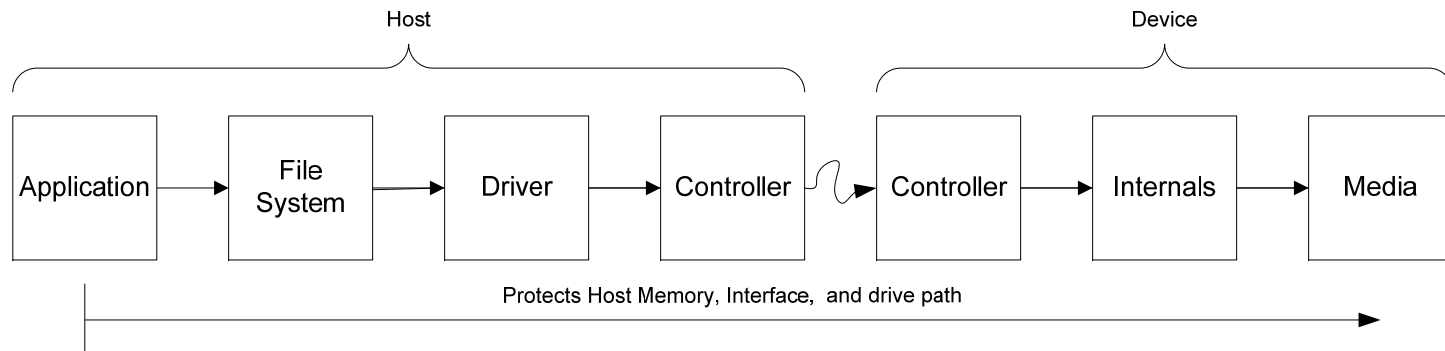 Host
Device
Application
File
System
Driver
Controller
Controller
Internals
Media
Protects Host Memory, Interface, and drive path